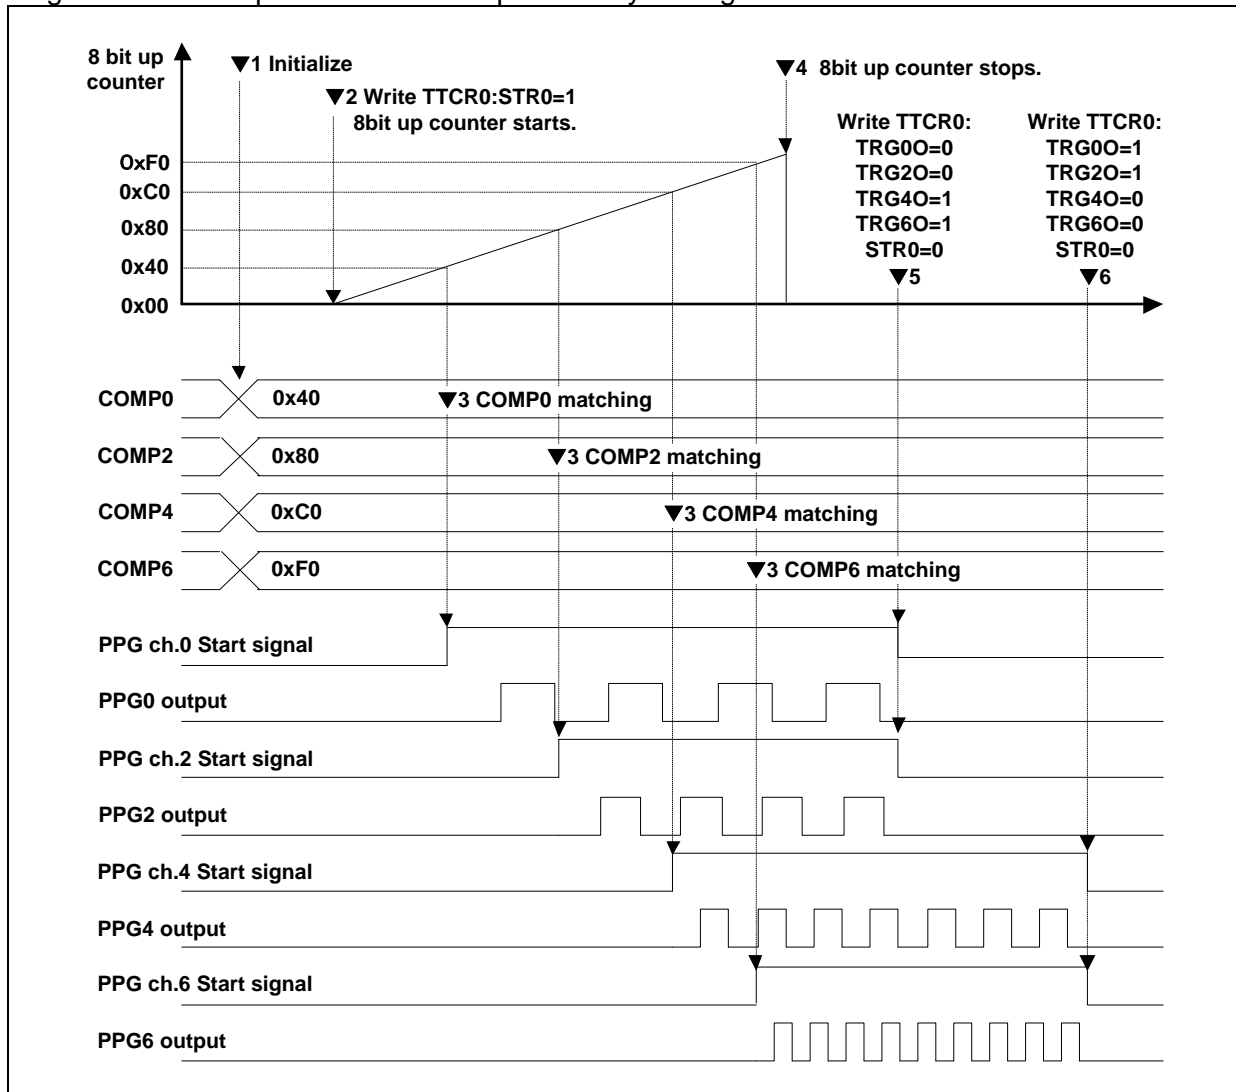 8 bit up
counter
▼1 Initialize
▼2 Write TTCR0:STR0=1
8bit up counter starts.
▼4 8bit up counter stops.
Write TTCR0:
TRG0O=0
TRG2O=0
TRG4O=1
TRG6O=1
STR0=0
▼5
Write TTCR0:
TRG0O=1
TRG2O=1
TRG4O=0
TRG6O=0
STR0=0
▼6
0xF0
0xC0
0x80
0x40
0x00
COMP0 0x40 ▼3 COMP0 matching
COMP2 0x80 ▼3 COMP2 matching
COMP4 0xC0 ▼3 COMP4 matching
COMP6 0xF0 ▼3 COMP6 matching
PPG ch.0 Start signal
PPG0 output
PPG ch.2 Start signal
PPG2 output
PPG ch.4 Start signal
PPG4 output
PPG ch.6 Start signal
PPG6 output